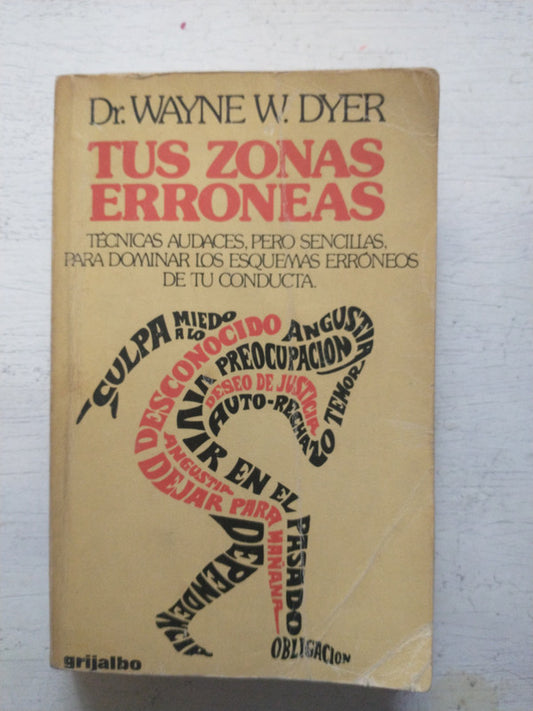 Dr. WAYNE W. DYER
TUS ZONAS
ERRONEAS
TÉCNICAS AUDACES, PERO SENCILLAS,
PARA DOMINAR LOS ESQUEMAS ERRÓNEOS
DE TU CONDUCTA.
CULPA
MIEDO
A LO
DESCONOCIDO
ANGUSTIA
PREOCUPACION
TEMOR
DESEO DE JUSTICIA
AUTO-RECHAZO
VIVIR EN EL PASADO
ANGUSTIA
DEJAR PARA MAÑANA
DEPENDENCIA
OBLIGACION
grijalbo